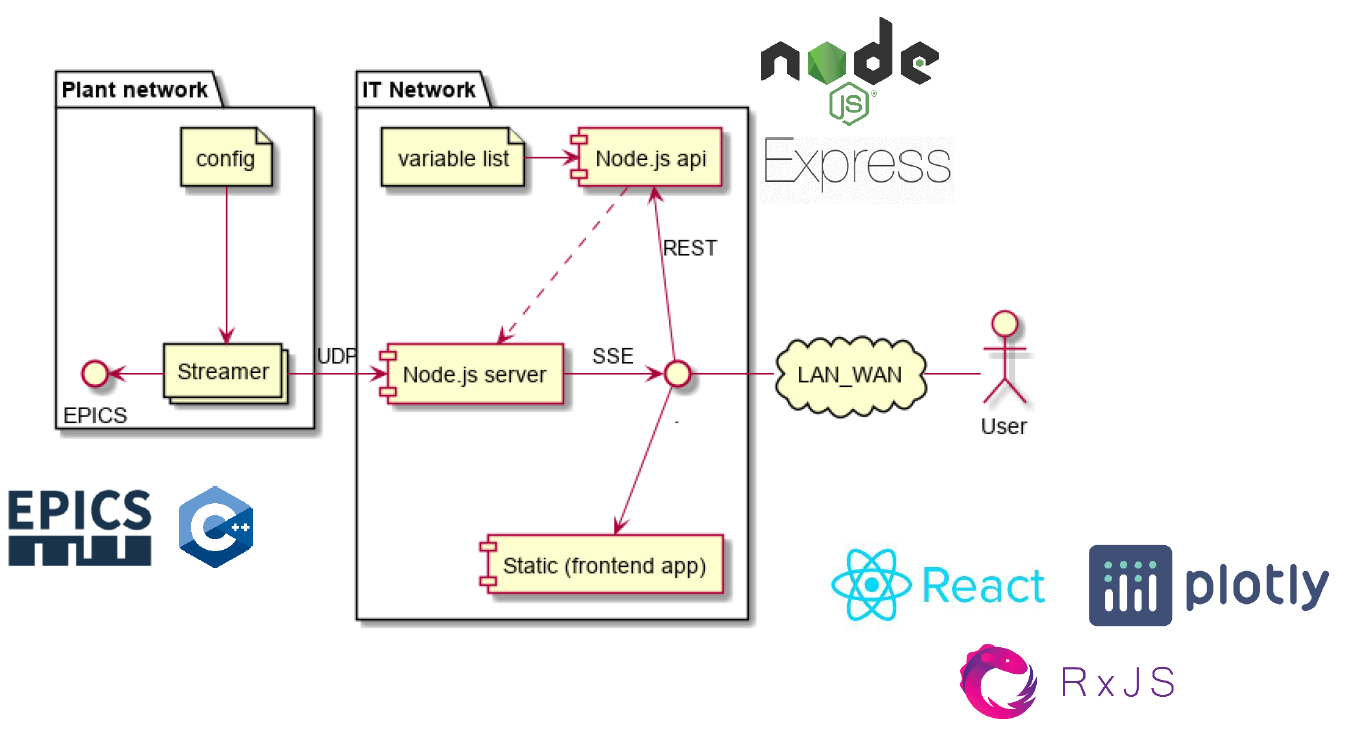 Plant network
config
Streamer
EPICS
UDP
IT Network
variable list
Node.js api
REST
Node.js server
SSE
.
Static (frontend app)
LAN_WAN
User
node
JS
®
Express
EPICS
C++
React
plotly
RxJS